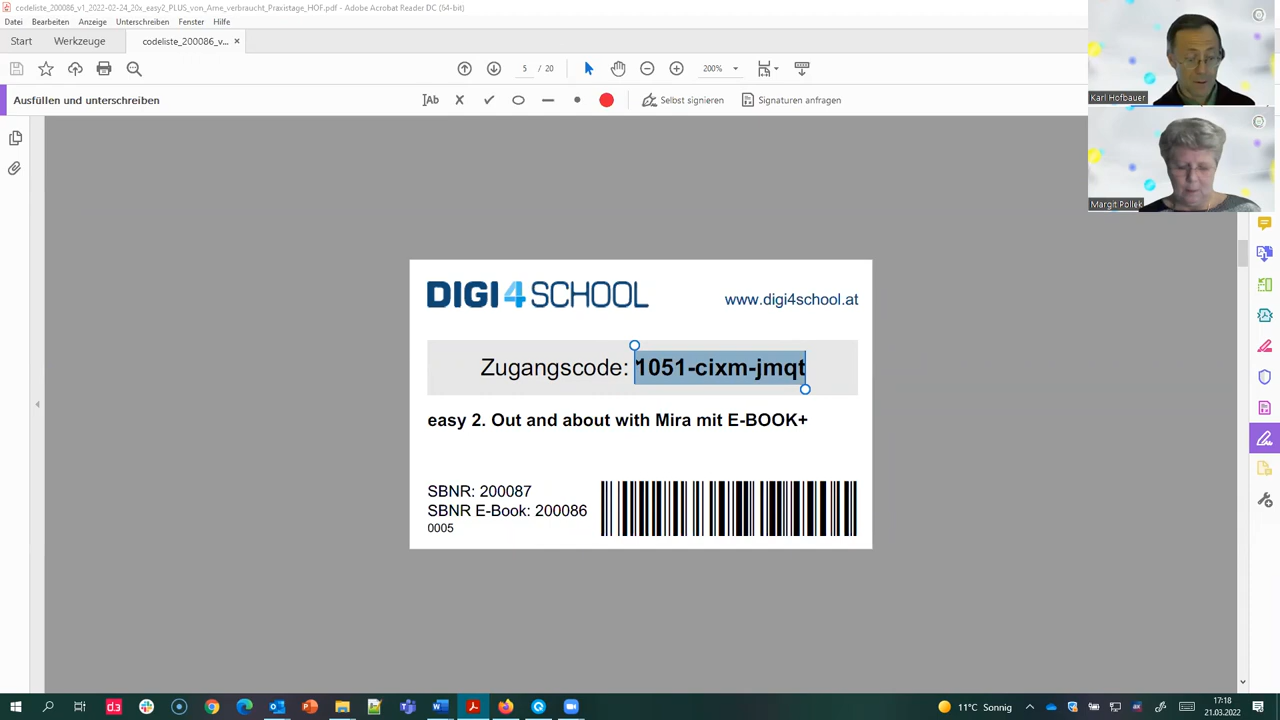 codeliste_200086_v1_2022-02-24_20x_easy2_PLUS_von_Arne_verbraucht_Praxistage_HOF.pdf - Adobe Acrobat Reader DC (64-bit)
Datei Bearbeiten Anzeige Unterschreiben Fenster Hilfe
Start Werkzeuge codeliste_200086_v... ×
5 / 20 200%
Ausfüllen und unterschreiben Ab Selbst signieren Signaturen anfragen
Karl Hofbauer
Margit Pollek
DIGI4SCHOOL www.digi4school.at
Zugangscode: 1051-cixm-jmqt
easy 2. Out and about with Mira mit E-BOOK+
SBNR: 200087
SBNR E-Book: 200086
0005
d.3
11°C Sonnig
17:18
21.03.2022